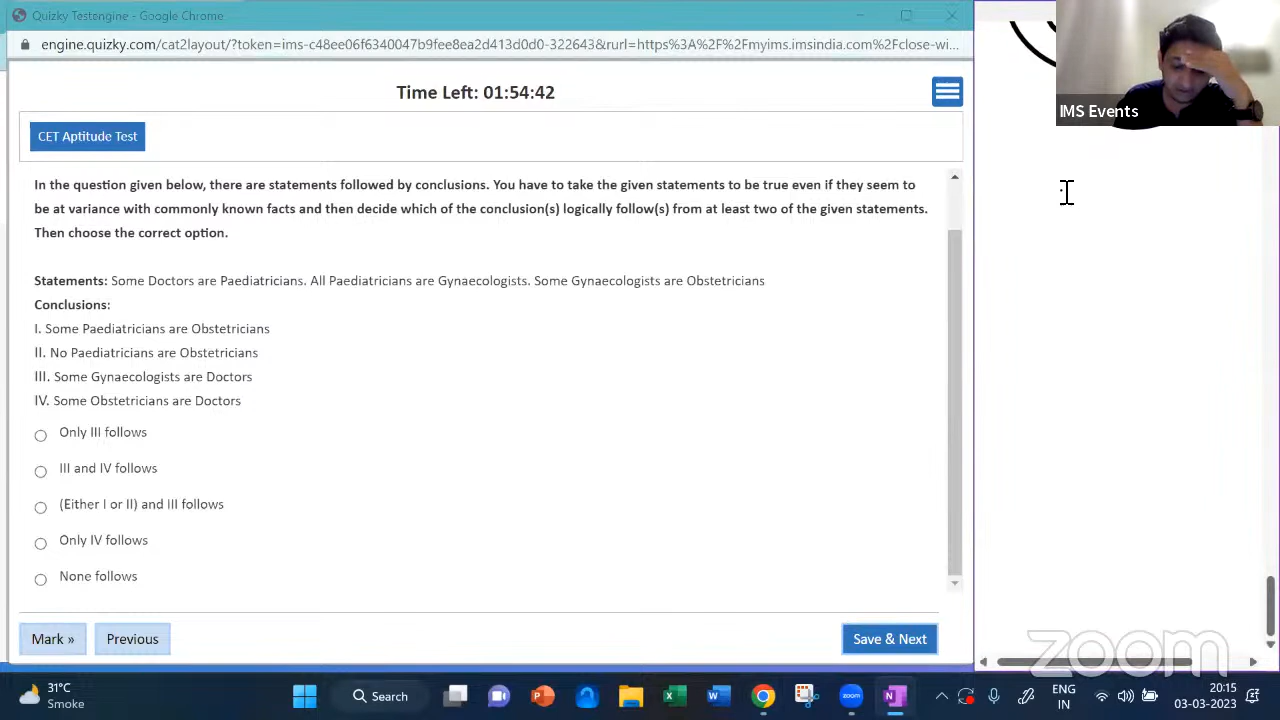 Quizky Testengine - Google Chrome
engine.quizky.com/cat2layout/?token=ims-c48ee06f6340047b9fee8ea2d413d0d0-322643&rurl=https%3A%2F%2Fmyims.imsindia.com%2Fclose-wi...
Time Left: 01:54:42
IMS Events
CET Aptitude Test
In the question given below, there are statements followed by conclusions. You have to take the given statements to be true even if they seem to
be at variance with commonly known facts and then decide which of the conclusion(s) logically follow(s) from at least two of the given statements.
Then choose the correct option.
Statements: Some Doctors are Paediatricians. All Paediatricians are Gynaecologists. Some Gynaecologists are Obstetricians
Conclusions:
I. Some Paediatricians are Obstetricians
II. No Paediatricians are Obstetricians
III. Some Gynaecologists are Doctors
IV. Some Obstetricians are Doctors
Only III follows
III and IV follows
(Either I or II) and III follows
Only IV follows
None follows
Mark » Previous Save & Next
zoom
31°C
Smoke
Search
zoom
ENG
IN
20:15
03-03-2023